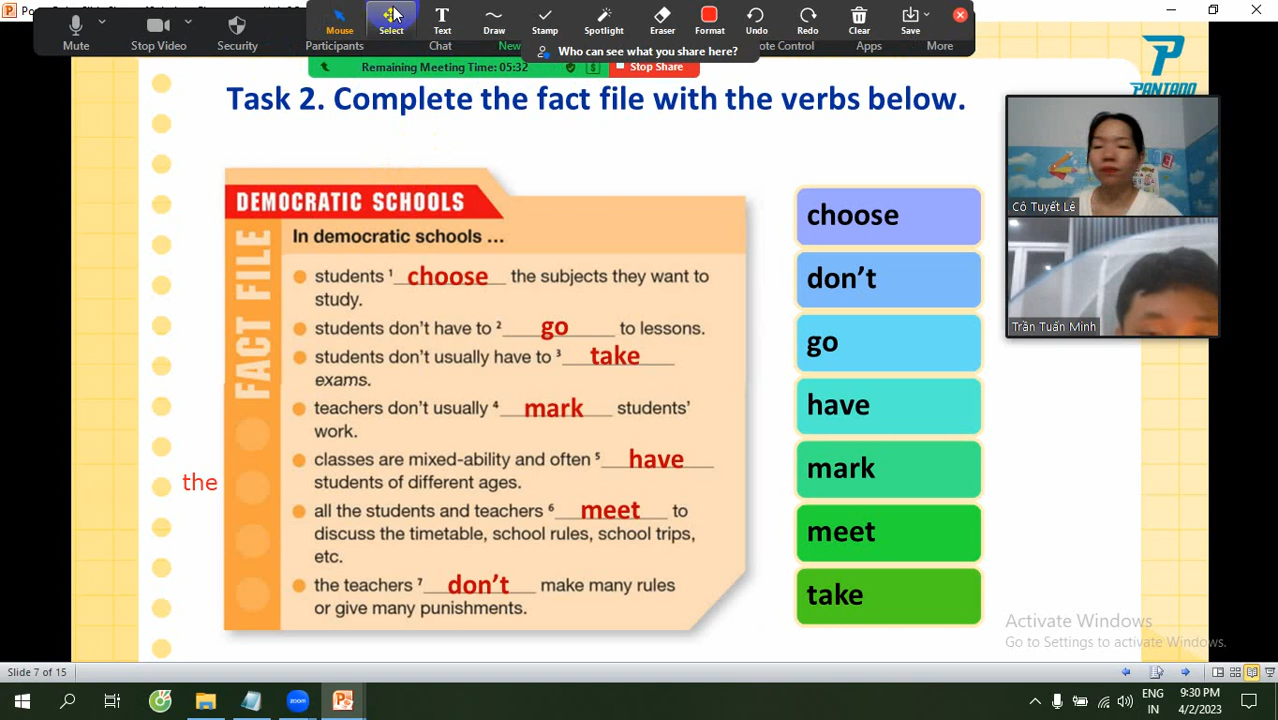 Mute
Stop Video
Security
Participants
Chat
New
Remote Control
Apps
More
Mouse
Select
Text
Draw
Stamp
Spotlight
Eraser
Format
Undo
Redo
Clear
Save
Who can see what you share here?
Remaining Meeting Time: 05:32
Stop Share
PANTADO
Task 2. Complete the fact file with the verbs below.
DEMOCRATIC SCHOOLS
FACT FILE
In democratic schools …
students ¹ choose the subjects they want to
study.
students don't have to ² go to lessons.
students don't usually have to ³ take
exams.
teachers don't usually ⁴ mark students'
work.
classes are mixed-ability and often ⁵ have
students of different ages.
all the students and teachers ⁶ meet to
discuss the timetable, school rules, school trips,
etc.
the teachers ⁷ don't make many rules
or give many punishments.
the
choose
don't
go
have
mark
meet
take
Cô Tuyết Lê
Trần Tuấn Minh
Activate Windows
Go to Settings to activate Windows.
Slide 7 of 15
zoom
ENG
IN
9:30 PM
4/2/2023